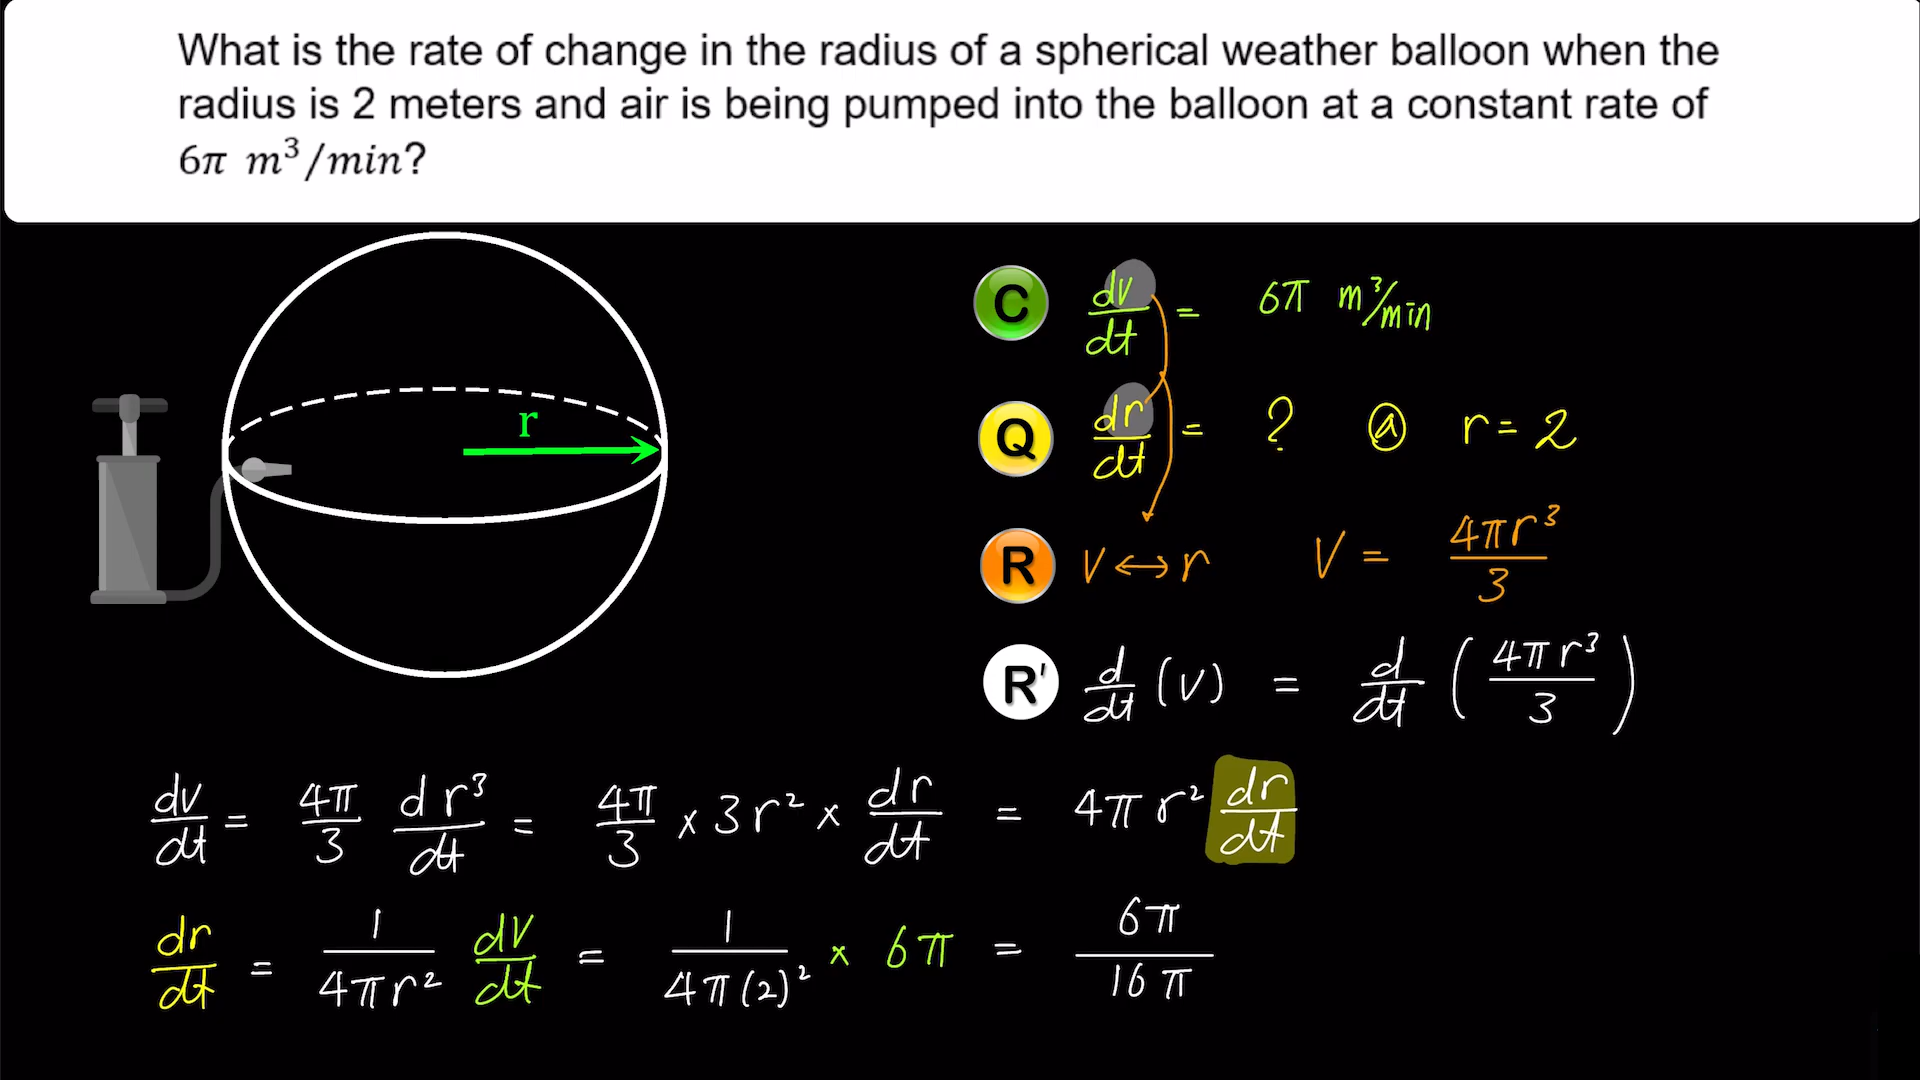 What is the rate of change in the radius of a spherical weather balloon when the
radius is 2 meters and air is being pumped into the balloon at a constant rate of
6π m³/min?
r
C dv/dt = 6π m³/min
Q dr/dt = ? @ r = 2
R V ↔ r V = 4πr³/3
R' d/dt (V) = d/dt (4πr³/3)
dv/dt = 4π/3 dr³/dt = 4π/3 × 3r² × dr/dt = 4πr² dr/dt
dr/dt = 1/4πr² dV/dt = 1/4π(2)² × 6π = 6π/16π